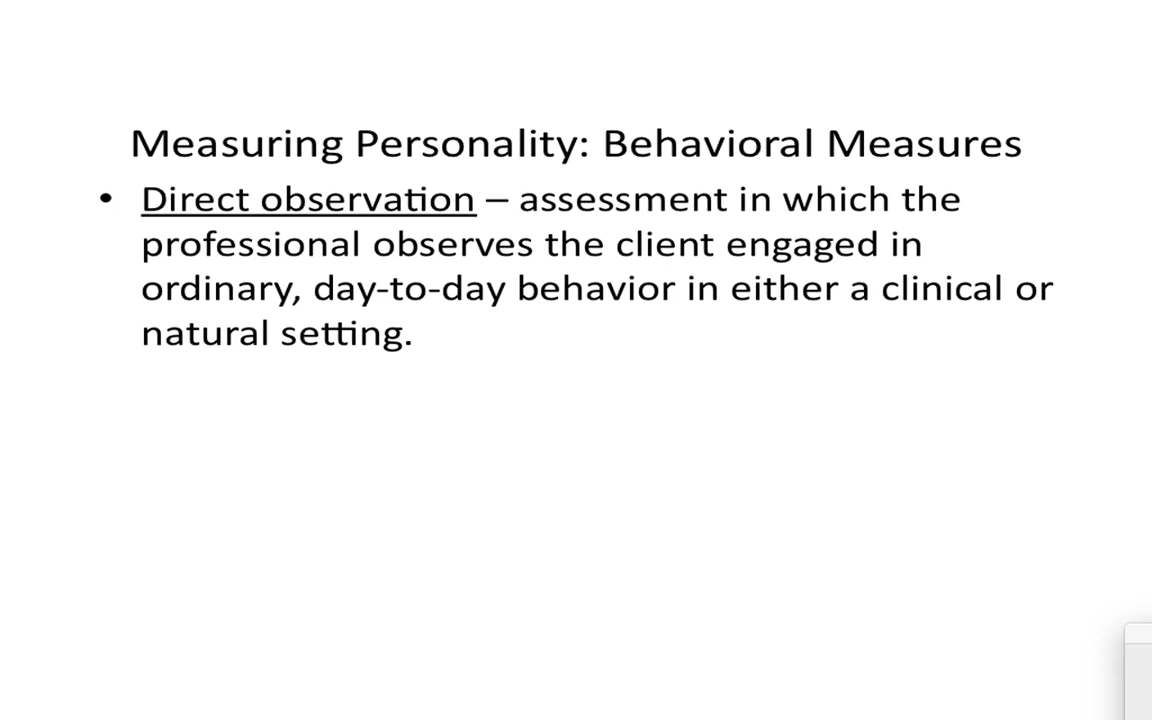 Measuring Personality: Behavioral Measures
• Direct observation – assessment in which the
professional observes the client engaged in
ordinary, day-to-day behavior in either a clinical or
natural setting.